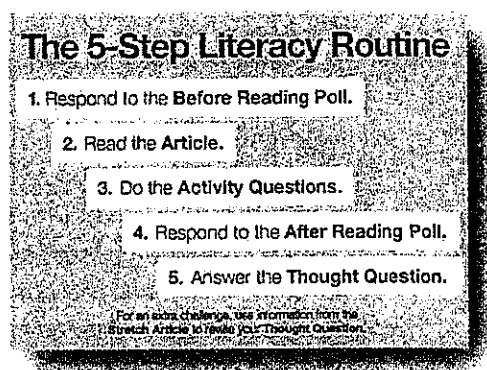 The 5-Step Literacy Routine
1. Respond to the Before Reading Poll.
2. Read the Article.
3. Do the Activity Questions.
4. Respond to the After Reading Poll.
5. Answer the Thought Question.
For an extra challenge, use information from the
Stretch Article to revise your Thought Question.